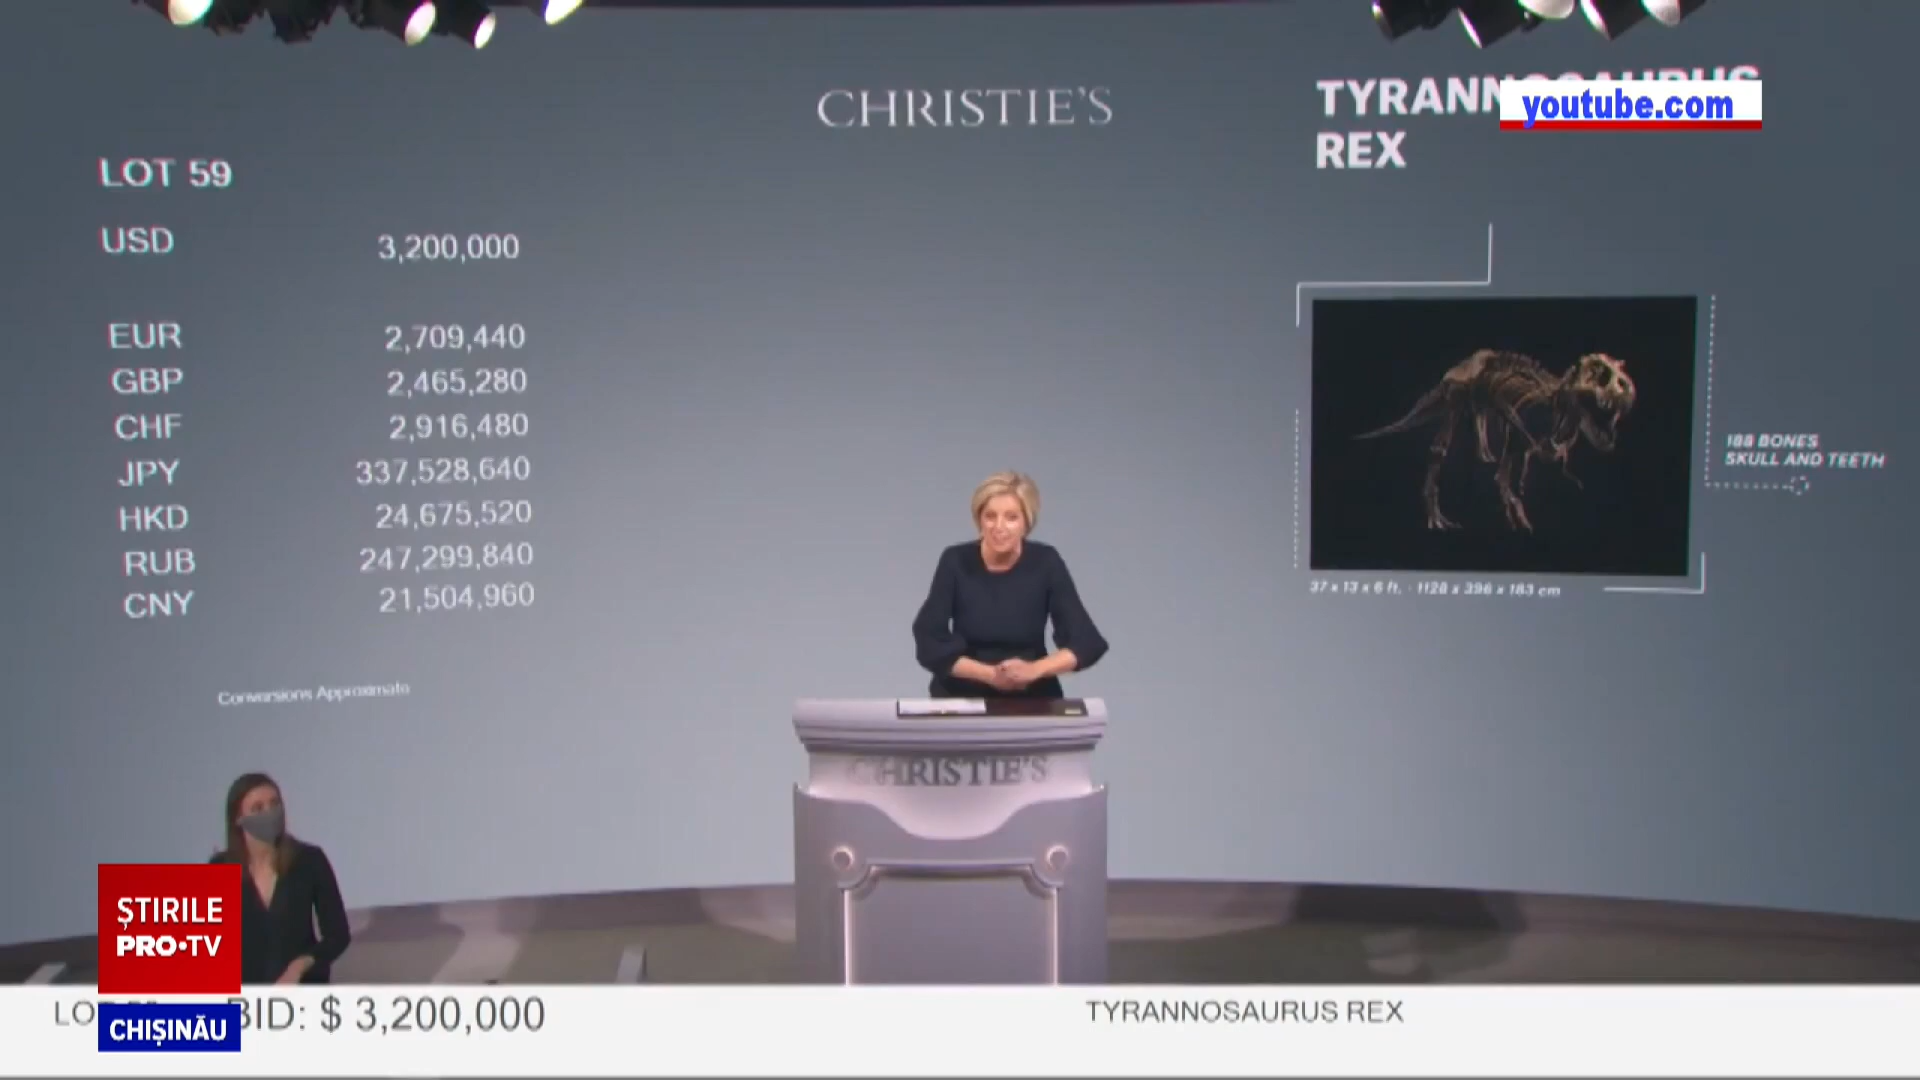 CHRISTIE'S
TYRANN
youtube.com
REX
LOT 59
USD 3,200,000
EUR 2,709,440
GBP 2,465,280
CHF 2,916,480
JPY 337,528,640
HKD 24,675,520
RUB 247,299,840
CNY 21,504,960
Conversions Approximate
188 BONES
SKULL AND TEETH
37 x 13 x 6 ft. · 1128 x 396 x 183 cm
CHRISTIE'S
ȘTIRILE
PRO•TV
CHIȘINĂU
BID: $ 3,200,000
TYRANNOSAURUS REX